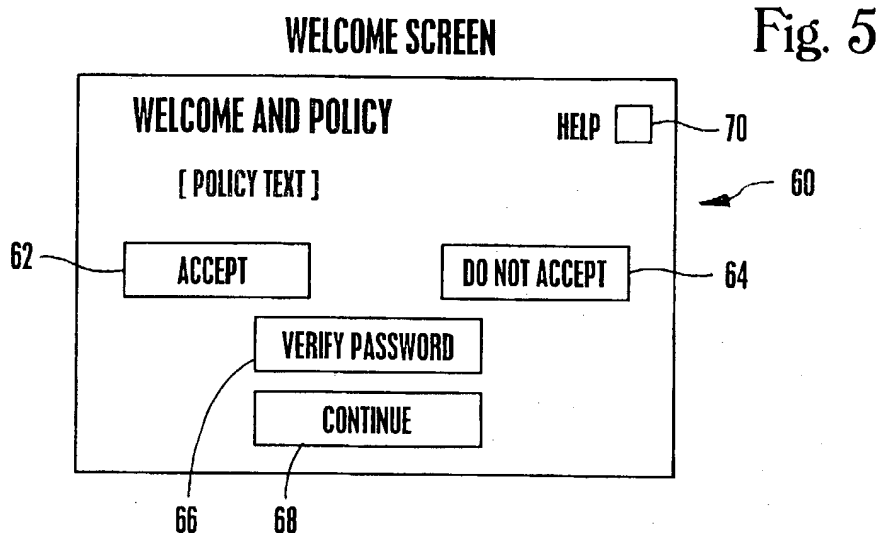 WELCOME SCREEN
Fig. 5
WELCOME AND POLICY
HELP
70
[ POLICY TEXT ]
60
62
ACCEPT
DO NOT ACCEPT
64
VERIFY PASSWORD
CONTINUE
66
68